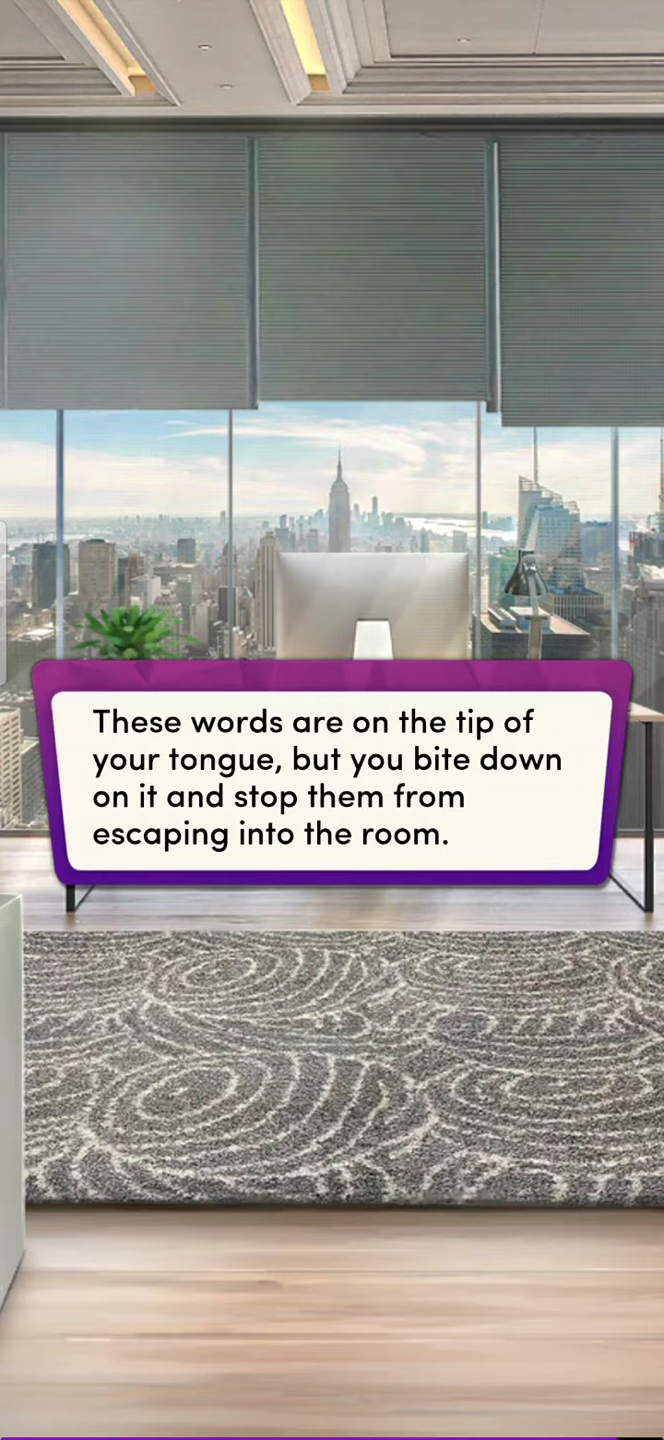 These words are on the tip of
your tongue, but you bite down
on it and stop them from
escaping into the room.